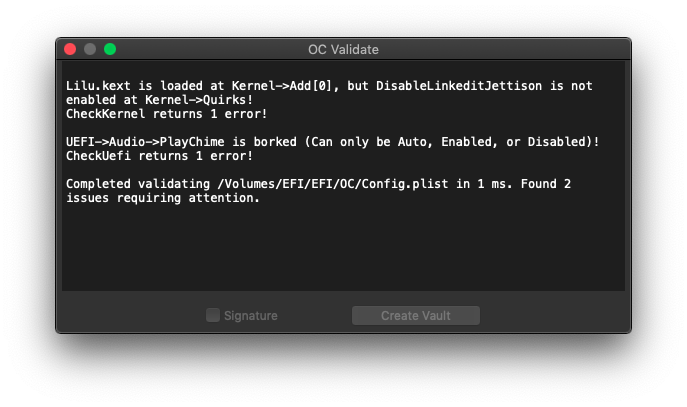 OC Validate
Lilu.kext is loaded at Kernel->Add[0], but DisableLinkeditJettison is not
enabled at Kernel->Quirks!
CheckKernel returns 1 error!
UEFI->Audio->PlayChime is borked (Can only be Auto, Enabled, or Disabled)!
CheckUefi returns 1 error!
Completed validating /Volumes/EFI/EFI/OC/Config.plist in 1 ms. Found 2
issues requiring attention.
Signature
Create Vault